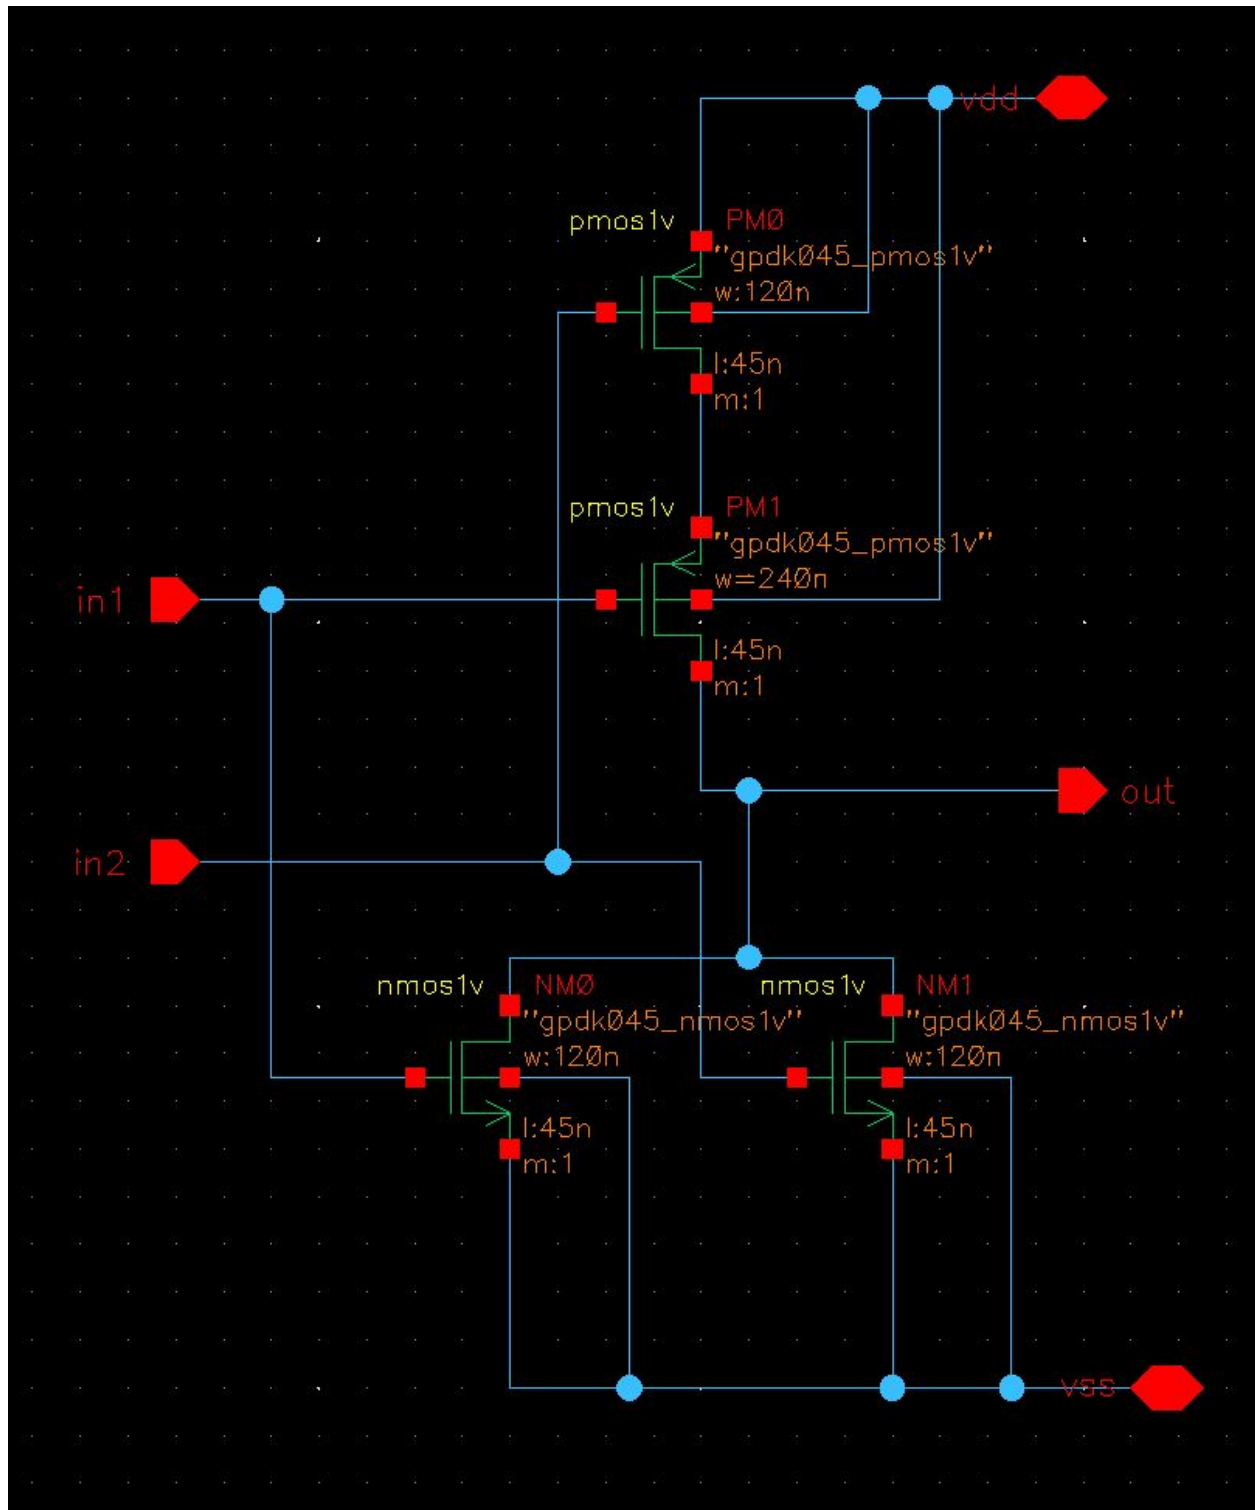 vdd
pmos1v PM0
"gpdk045_pmos1v"
w:120n
l:45n
m:1
pmos1v PM1
"gpdk045_pmos1v"
w=240n
in1
l:45n
m:1
out
in2
nmos1v NM0 nmos1v NM1
"gpdk045_nmos1v" "gpdk045_nmos1v"
w:120n w:120n
l:45n l:45n
m:1 m:1
vss